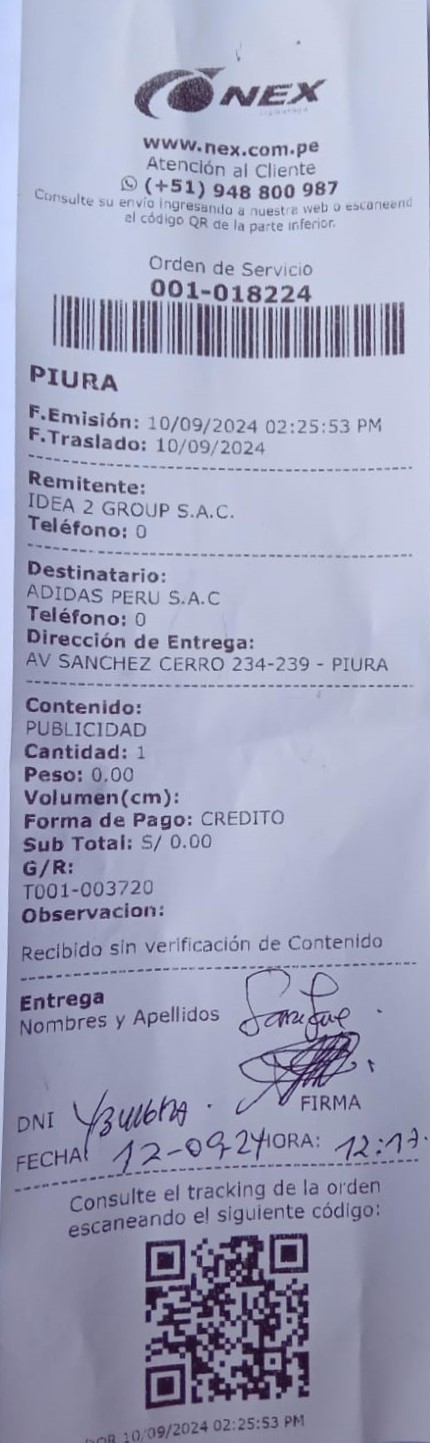 NEX
www.nex.com.pe
Atención al Cliente
(+51) 948 800 987
Consulte su envío ingresando a nuestra web o escaneand
el código QR de la parte inferior.
Orden de Servicio
001-018224
PIURA
F.Emisión: 10/09/2024 02:25:53 PM
F.Traslado: 10/09/2024
Remitente:
IDEA 2 GROUP S.A.C.
Teléfono: 0
Destinatario:
ADIDAS PERU S.A.C
Teléfono: 0
Dirección de Entrega:
AV SANCHEZ CERRO 234-239 - PIURA
Contenido:
PUBLICIDAD
Cantidad: 1
Peso: 0.00
Volumen(cm):
Forma de Pago: CREDITO
Sub Total: S/ 0.00
G/R:
T001-003720
Observacion:
Recibido sin verificación de Contenido
Entrega
Nombres y Apellidos
FIRMA
DNI
FECHA: 12-09-24 HORA: 12:17.
Consulte el tracking de la orden
escaneando el siguiente código:
10/09/2024 02:25:53 PM